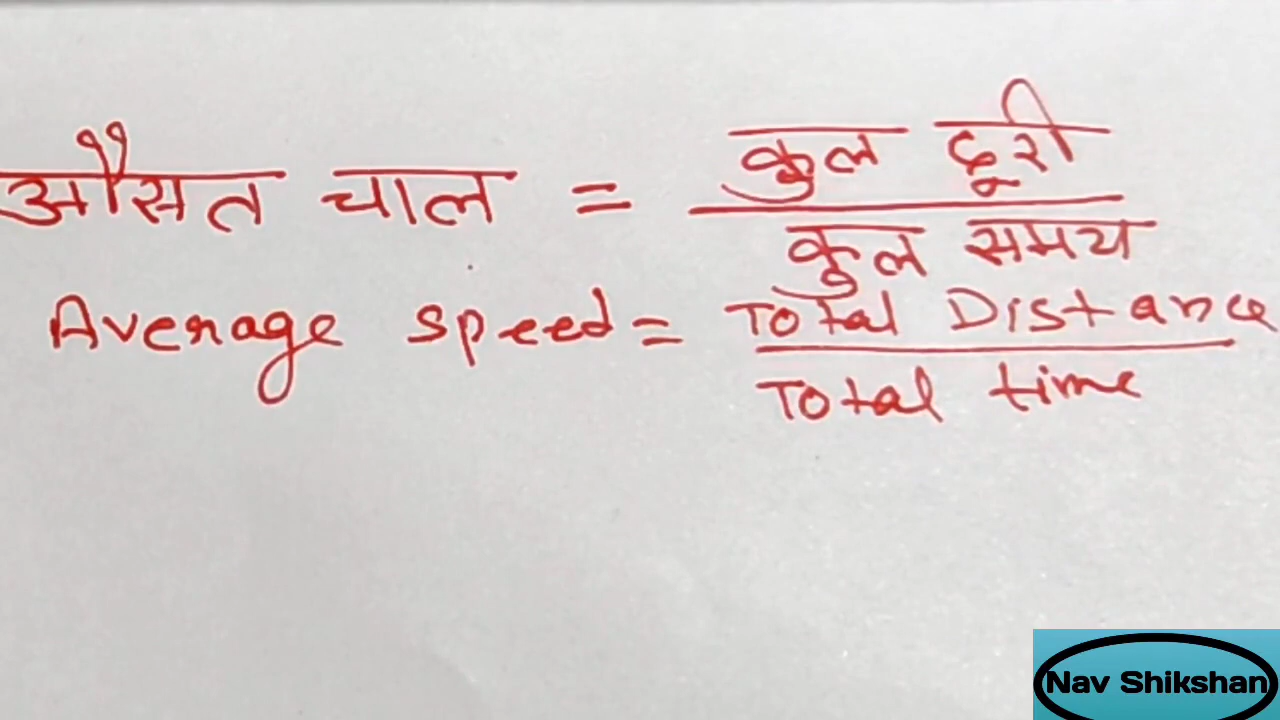 औसत चाल = कुल दूरी
कुल समय
Average speed = Total Distance
Total time
Nav Shikshan